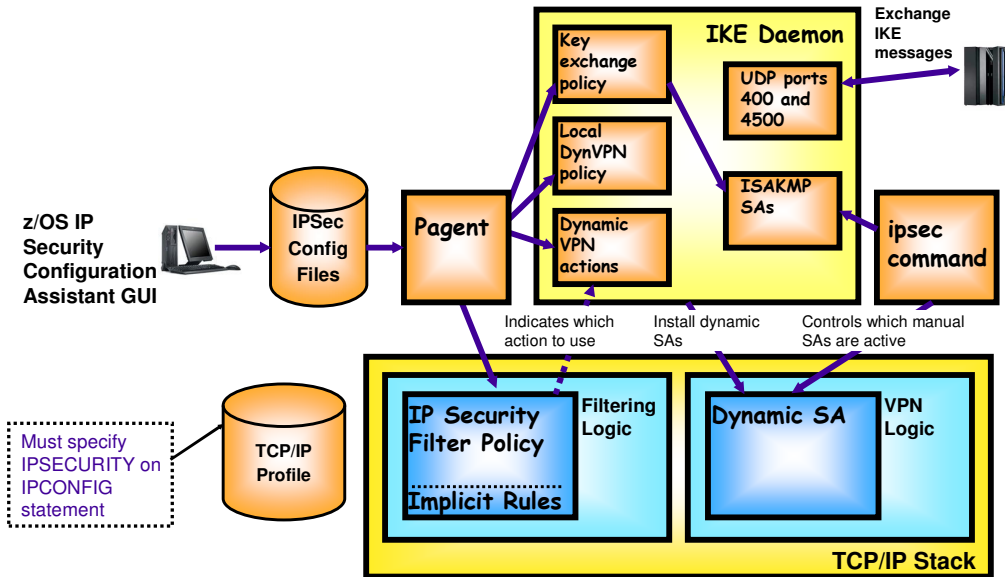 Exchange
IKE
messages
IKE Daemon
Key
exchange
policy
UDP ports
400 and
4500
Local
DynVPN
policy
ISAKMP
SAs
Dynamic
VPN
actions
z/OS IP
Security
Configuration
Assistant GUI
IPSec
Config
Files
Pagent
ipsec
command
Indicates which
action to use
Install dynamic
SAs
Controls which manual
SAs are active
IP Security
Filter Policy
Implicit Rules
Filtering
Logic
Dynamic SA
VPN
Logic
TCP/IP
Profile
Must specify
IPSECURITY on
IPCONFIG
statement
TCP/IP Stack